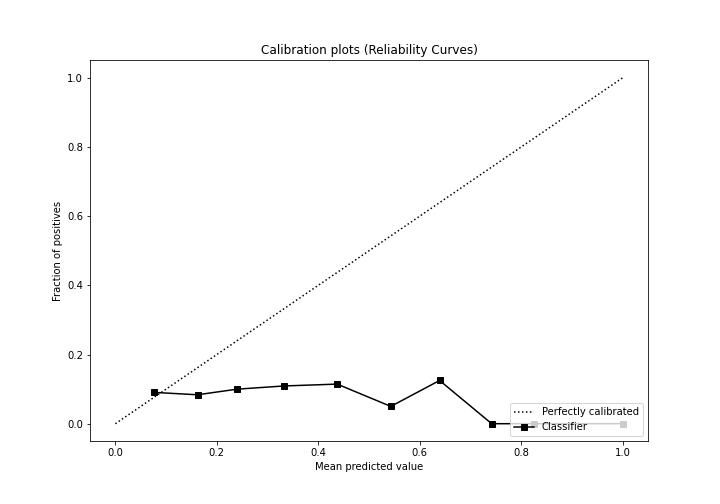 Calibration plots (Reliability Curves)
1.0
0.8
0.6
0.4
0.2
0.0
Fraction of positives
Perfectly calibrated
Classifier
0.0 0.2 0.4 0.6 0.8 1.0
Mean predicted value